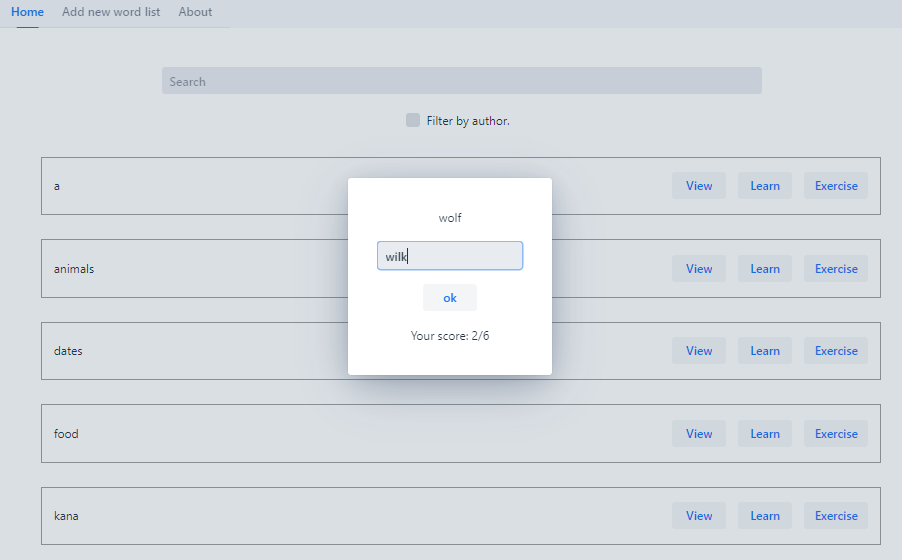 Home Add new word list About
Search
Filter by author.
a View Learn Exercise
wolf
wilk
animals View Learn Exercise
ok
Your score: 2/6
dates View Learn Exercise
food View Learn Exercise
kana View Learn Exercise